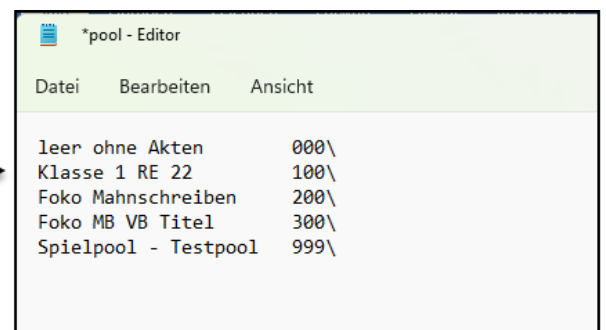 *pool - Editor
Datei Bearbeiten Ansicht
leer ohne Akten 000\
Klasse 1 RE 22 100\
Foko Mahnschreiben 200\
Foko MB VB Titel 300\
Spielpool - Testpool 999\